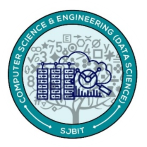 COMPUTER SCIENCE & ENGINEERING (DATA SCIENCE)
SJBIT